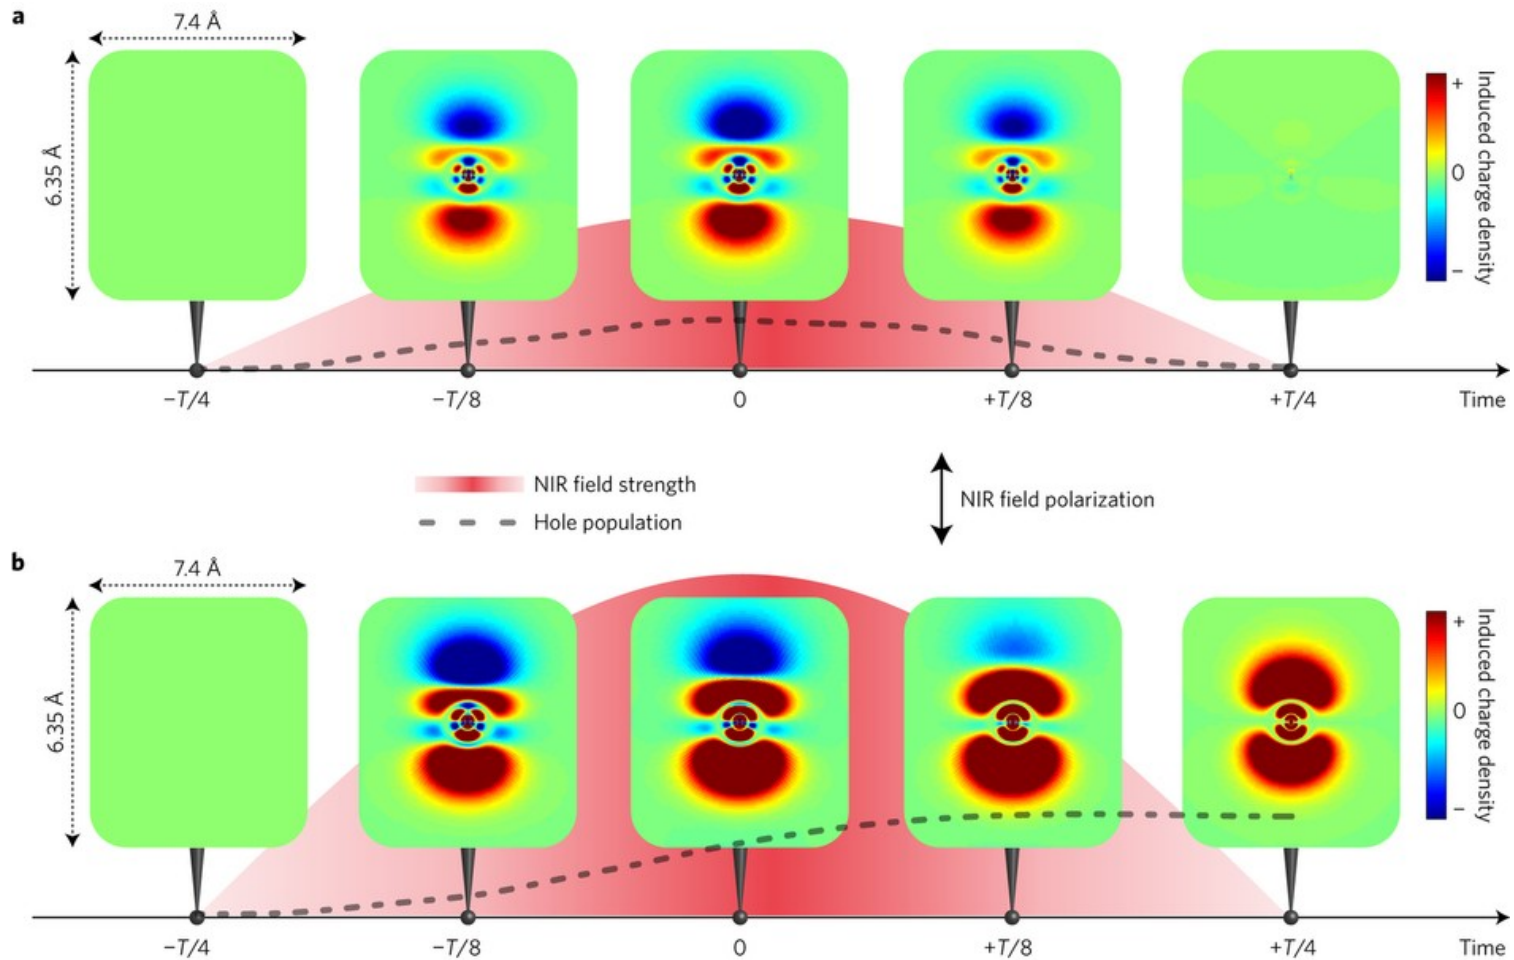 a
7.4 Å
6.35 Å
+
0
−
Induced charge density
−T/4
−T/8
0
+T/8
+T/4
Time
NIR field strength
Hole population
NIR field polarization
b
7.4 Å
6.35 Å
+
0
−
Induced charge density
−T/4
−T/8
0
+T/8
+T/4
Time